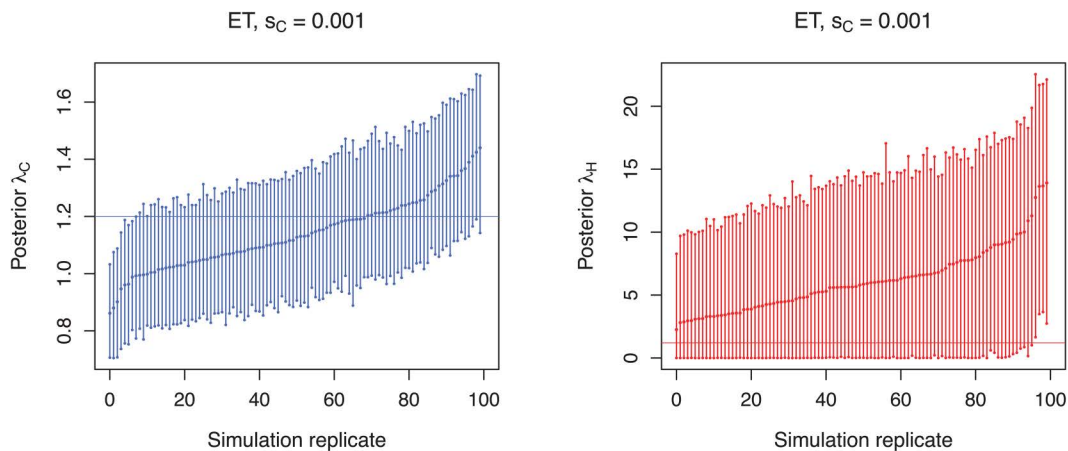 ET, s_C = 0.001
Posterior λ_C
1.6
1.4
1.2
1.0
0.8
0 20 40 60 80 100
Simulation replicate
ET, s_C = 0.001
Posterior λ_H
20
15
10
5
0
0 20 40 60 80 100
Simulation replicate